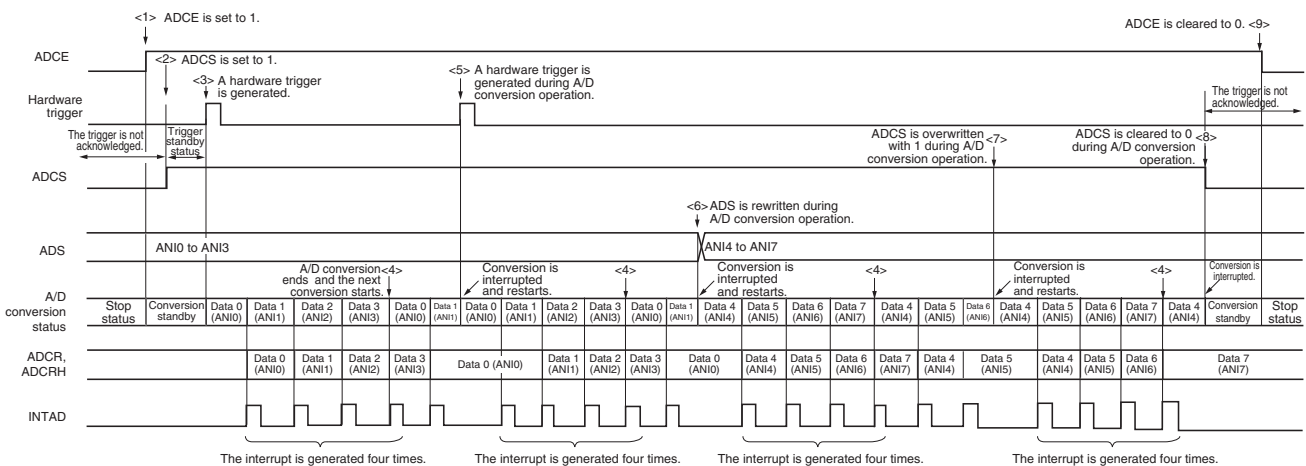 <1> ADCE is set to 1.
ADCE is cleared to 0. <9>
ADCE
<2> ADCS is set to 1.
<3> A hardware trigger
is generated.
<5> A hardware trigger is
generated during A/D
conversion operation.
The trigger is not
acknowledged.
Hardware
trigger
The trigger is not
acknowledged.
Trigger
standby
status
ADCS is overwritten <7>
with 1 during A/D
conversion operation.
ADCS is cleared to 0 <8>
during A/D conversion
operation.
ADCS
<6> ADS is rewritten during
A/D conversion operation.
ADS
ANI0 to ANI3
ANI4 to ANI7
A/D conversion <4>
ends and the next
conversion starts.
Conversion is
interrupted
and restarts.
<4>
Conversion is
interrupted
and restarts.
<4>
Conversion is
interrupted
and restarts.
<4>
Conversion is
interrupted.
A/D
conversion
status
Stop
status
Conversion
standby
Data 0
(ANI0)
Data 1
(ANI1)
Data 2
(ANI2)
Data 3
(ANI3)
Data 0
(ANI0)
Data 1
(ANI1)
Data 0
(ANI0)
Data 1
(ANI1)
Data 2
(ANI2)
Data 3
(ANI3)
Data 0
(ANI0)
Data 1
(ANI1)
Data 4
(ANI4)
Data 5
(ANI5)
Data 6
(ANI6)
Data 7
(ANI7)
Data 4
(ANI4)
Data 5
(ANI5)
Data 6
(ANI6)
Data 4
(ANI4)
Data 5
(ANI5)
Data 6
(ANI6)
Data 7
(ANI7)
Data 4
(ANI4)
Conversion
standby
Stop
status
ADCR,
ADCRH
Data 0
(ANI0)
Data 1
(ANI1)
Data 2
(ANI2)
Data 3
(ANI3)
Data 0 (ANI0)
Data 1
(ANI1)
Data 2
(ANI2)
Data 3
(ANI3)
Data 0
(ANI0)
Data 4
(ANI4)
Data 5
(ANI5)
Data 6
(ANI6)
Data 7
(ANI7)
Data 4
(ANI4)
Data 5
(ANI5)
Data 4
(ANI4)
Data 5
(ANI5)
Data 6
(ANI6)
Data 7
(ANI7)
INTAD
The interrupt is generated four times.
The interrupt is generated four times.
The interrupt is generated four times.
The interrupt is generated four times.